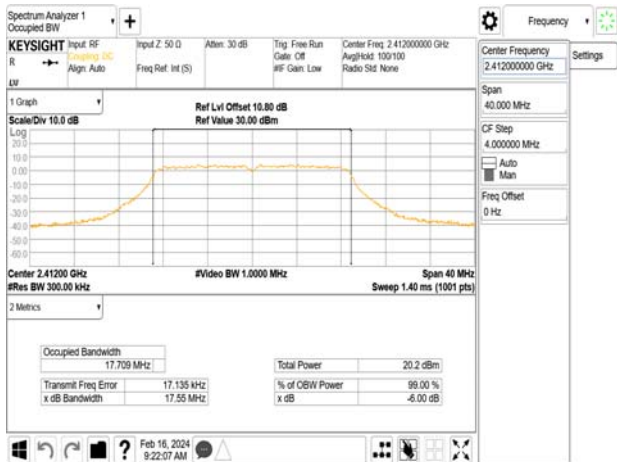 Spectrum Analyzer 1
Occupied BW
Frequency
KEYSIGHT Input: RF
Coupling: DC
Align: Auto
R
LXI
Input Z: 50 Ω
Freq Ref: Int (S)
Atten: 30 dB
Trig: Free Run
Gate: Off
#IF Gain: Low
Center Freq: 2.412000000 GHz
Avg|Hold: 100/100
Radio Std: None
Center Frequency
2.412000000 GHz
Settings
Span
40.000 MHz
CF Step
4.000000 MHz
Auto
Man
Freq Offset
0 Hz
1 Graph
Scale/Div 10.0 dB
Ref Lvl Offset 10.80 dB
Ref Value 30.00 dBm
Log
20.0
10.0
0.00
-10.0
-20.0
-30.0
-40.0
-50.0
-60.0
Center 2.41200 GHz
#Video BW 1.0000 MHz
Span 40 MHz
#Res BW 300.00 kHz
Sweep 1.40 ms (1001 pts)
2 Metrics
Occupied Bandwidth
17.709 MHz
Total Power 20.2 dBm
Transmit Freq Error 17.135 kHz
% of OBW Power 99.00 %
x dB Bandwidth 17.55 MHz
x dB -6.00 dB
Feb 16, 2024
9:22:07 AM